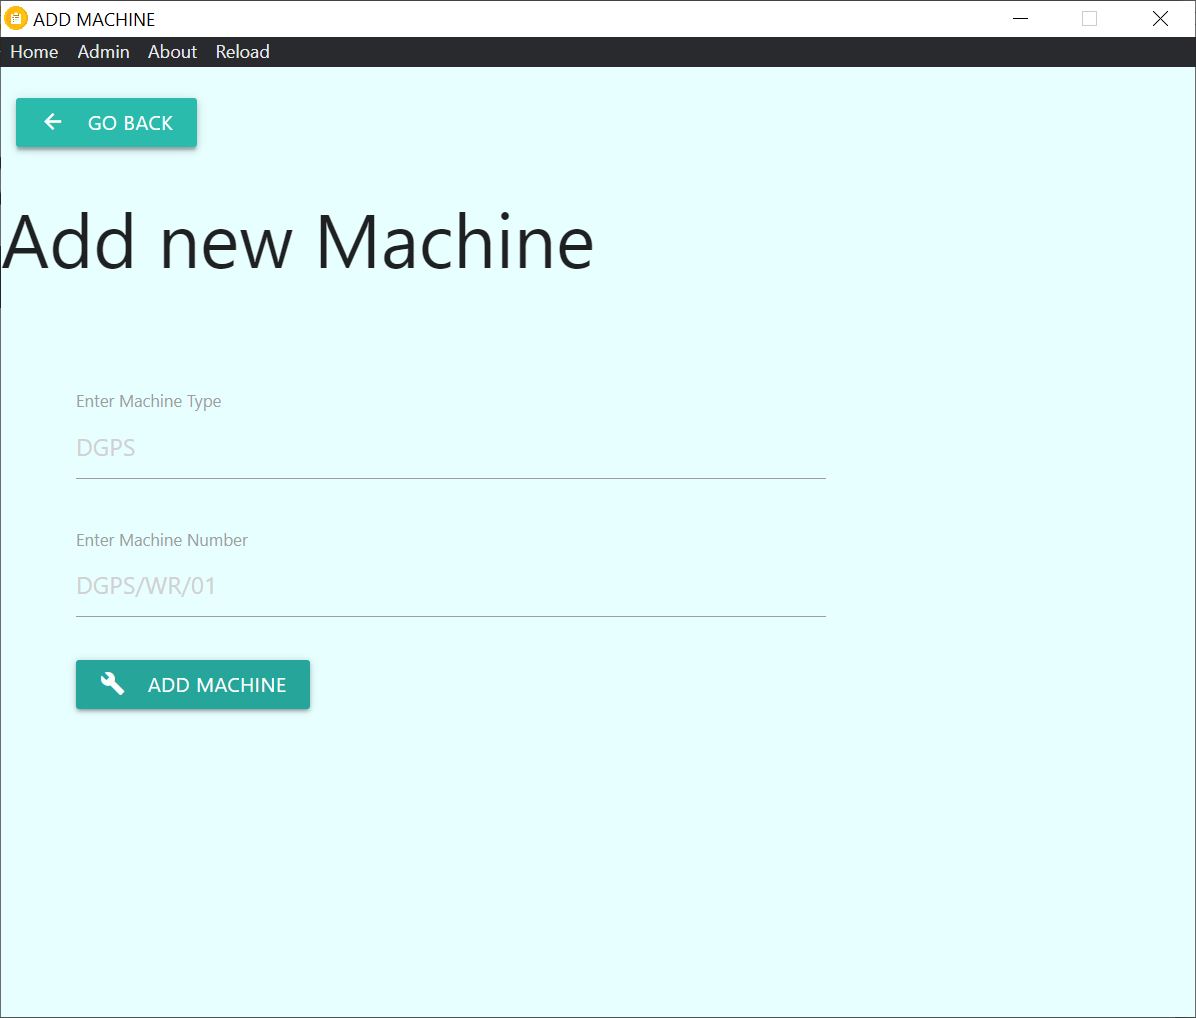 ADD MACHINE
Home Admin About Reload
GO BACK
Add new Machine
Enter Machine Type
DGPS
Enter Machine Number
DGPS/WR/01
ADD MACHINE